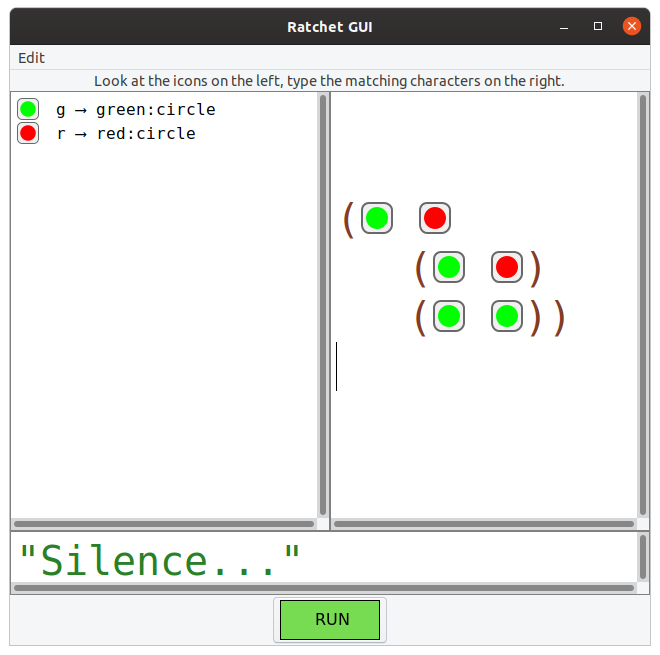 Ratchet GUI
Edit
Look at the icons on the left, type the matching characters on the right.
g → green:circle
r → red:circle
(
( )
( ) )
"Silence..."
RUN